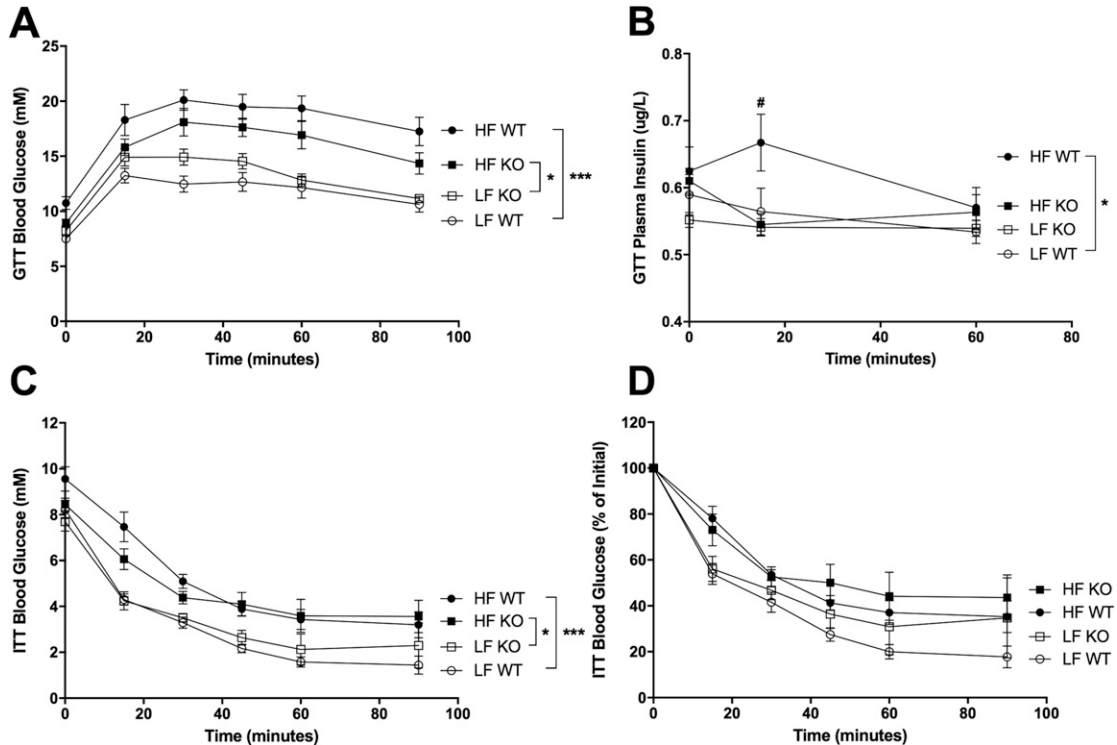 A
GTT Blood Glucose (mM)
25
20
15
10
5
0
0 20 40 60 80 100
Time (minutes)
HF WT
HF KO
LF KO
LF WT
*
***
B
GTT Plasma Insulin (ug/L)
0.8
0.7
0.6
0.5
0.4
0 20 40 60 80
Time (minutes)
#
HF WT
HF KO
LF KO
LF WT
*
C
ITT Blood Glucose (mM)
12
10
8
6
4
2
0
0 20 40 60 80 100
Time (minutes)
HF WT
HF KO
LF KO
LF WT
*
***
D
ITT Blood Glucose (% of Initial)
120
100
80
60
40
20
0
0 20 40 60 80 100
Time (minutes)
HF KO
HF WT
LF KO
LF WT